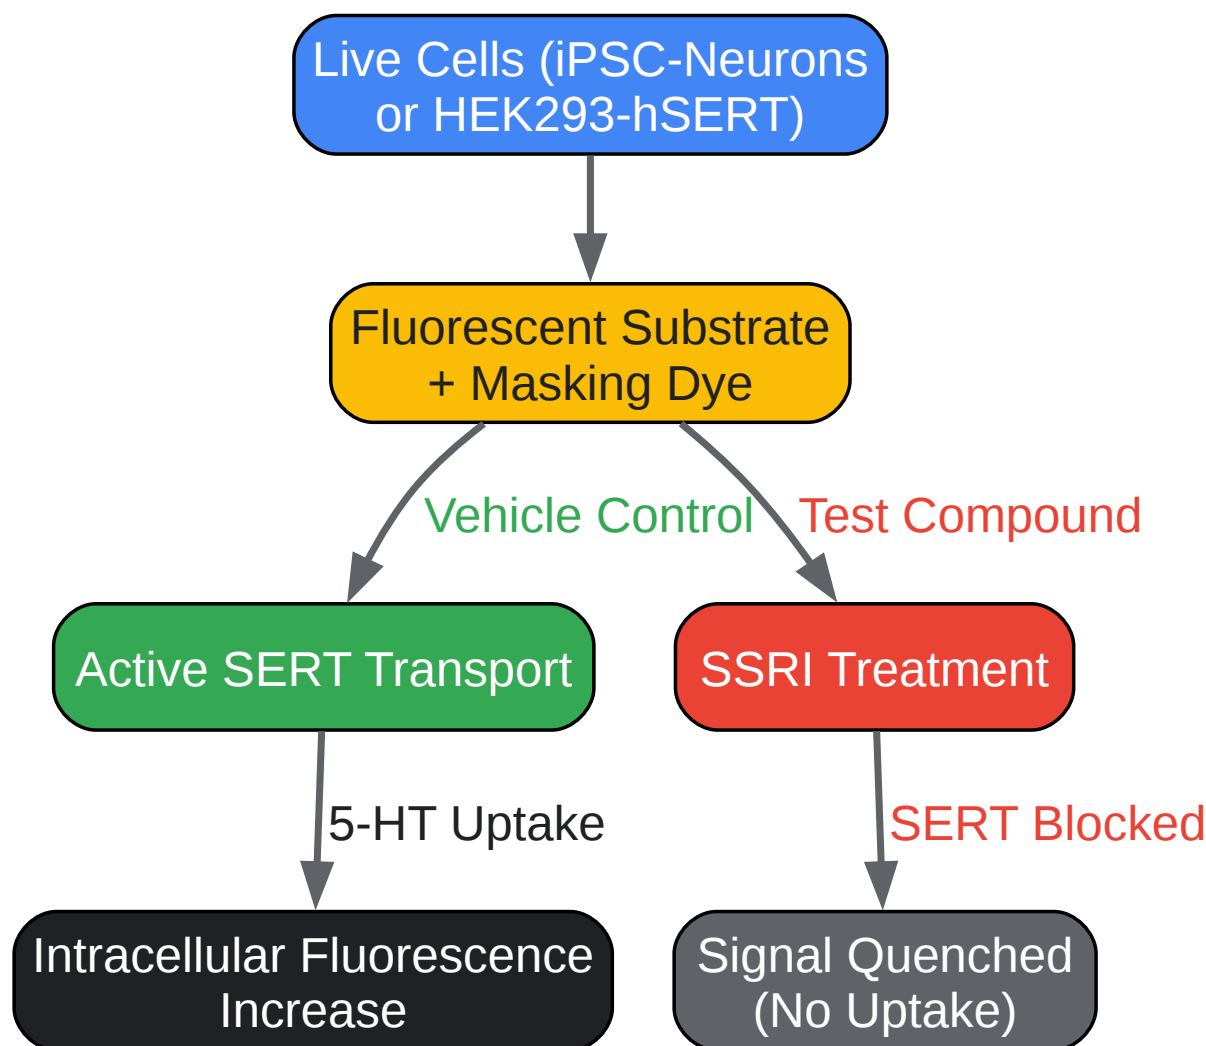 Live Cells (iPSC-Neurons
or HEK293-hSERT)
Fluorescent Substrate
+ Masking Dye
Vehicle Control
Test Compound
Active SERT Transport
SSRI Treatment
5-HT Uptake
SERT Blocked
Intracellular Fluorescence
Increase
Signal Quenched
(No Uptake)